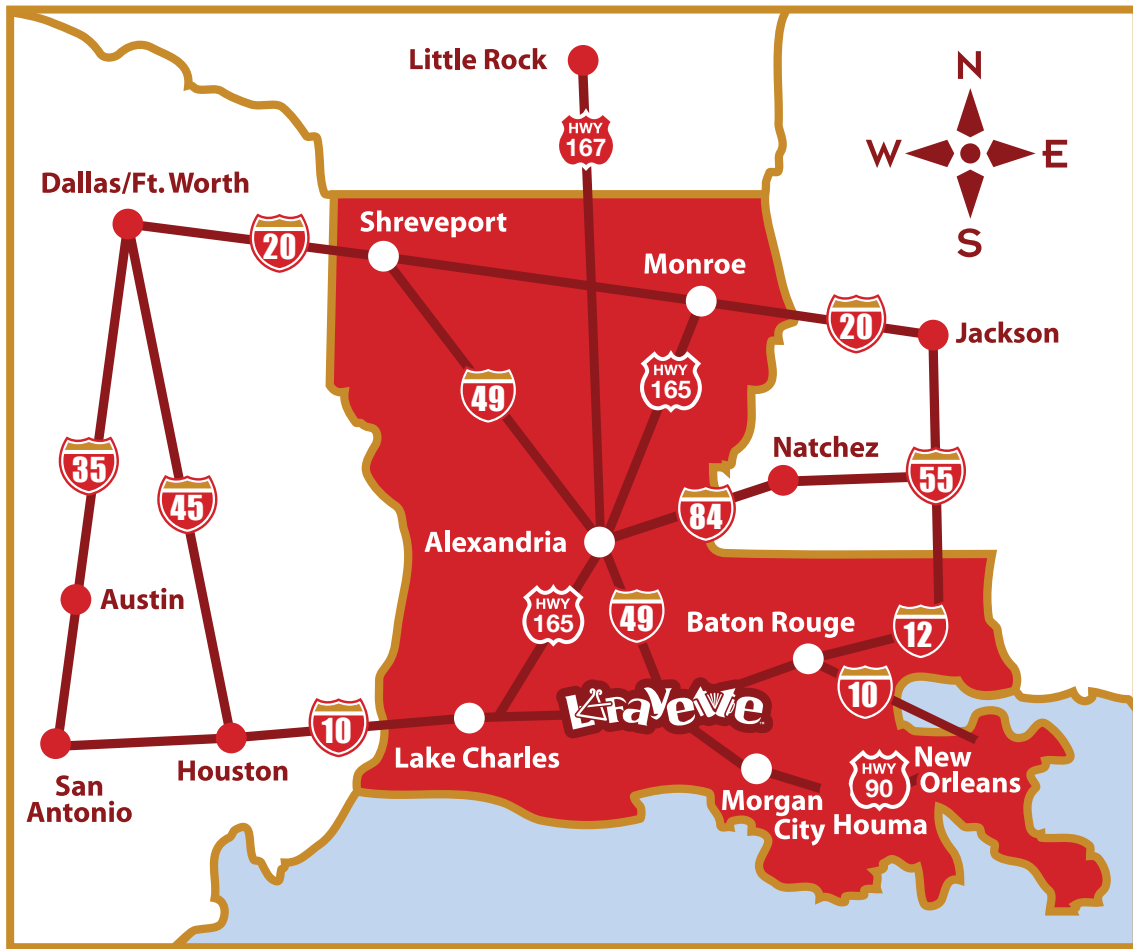 Little Rock
N
HWY
167
W
E
Dallas/Ft. Worth
S
Shreveport
20
Monroe
20
Jackson
HWY
165
49
Natchez
35
55
45
84
Alexandria
Austin
HWY
165
49
Baton Rouge
12
10
Lafayette
10
Lake Charles
Houston
New
Orleans
HWY
90
San
Antonio
Morgan
City
Houma